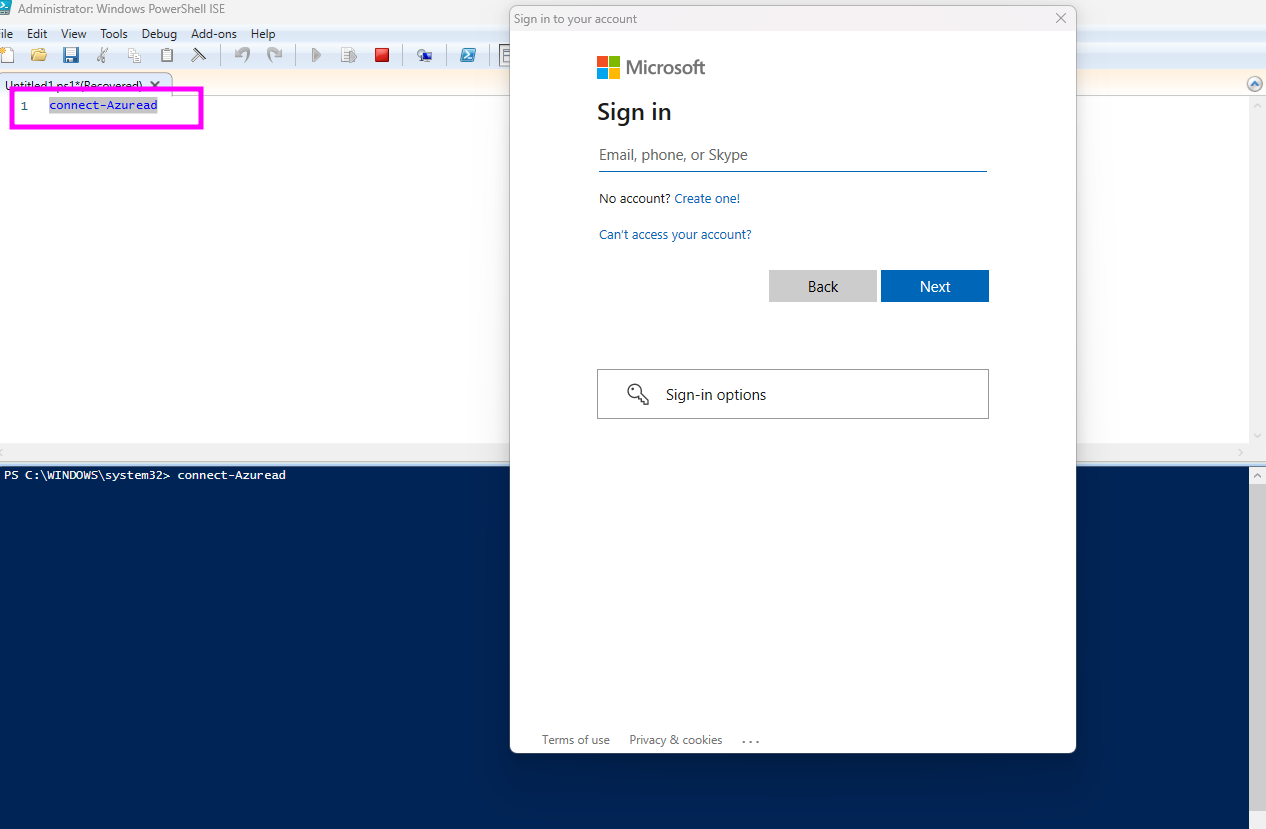 Administrator: Windows PowerShell ISE
File Edit View Tools Debug Add-ons Help
Untitled1.ps1*(Recovered)
1 connect-Azuread
PS C:\WINDOWS\system32> connect-Azuread
Sign in to your account
Microsoft
Sign in
Email, phone, or Skype
No account? Create one!
Can't access your account?
Back Next
Sign-in options
Terms of use Privacy & cookies ...